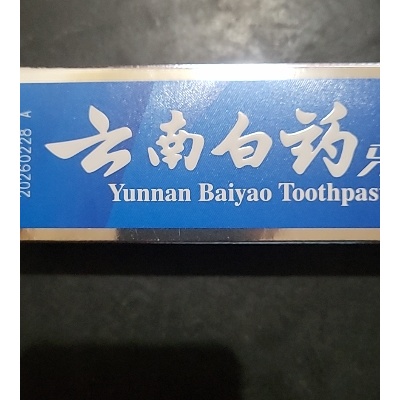 云南白药
Yunnan Baiyao Toothpas
20260228 A